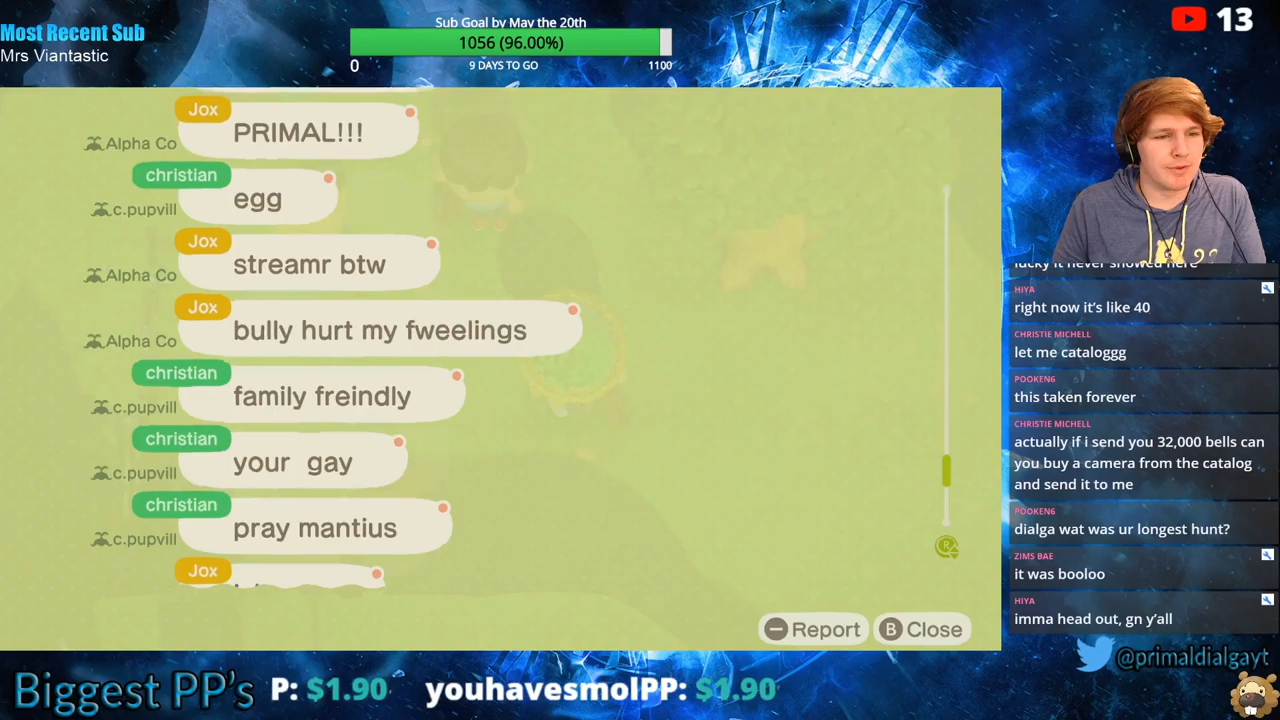 Most Recent Sub
Mrs Viantastic
Sub Goal by May the 20th
1056 (96.00%)
0
9 DAYS TO GO
1100
13
Jox
Alpha Co
PRIMAL!!!
christian
c.pupvill
egg
Jox
Alpha Co
streamr btw
Jox
Alpha Co
bully hurt my fweelings
christian
c.pupvill
family freindly
christian
c.pupvill
your gay
christian
c.pupvill
pray mantius
Jox
R
Report
B Close
lucky it never showed here
HIYA
right now it's like 40
CHRISTIE MICHELL
let me cataloggg
POOKEN6
this taken forever
CHRISTIE MICHELL
actually if i send you 32,000 bells can
you buy a camera from the catalog
and send it to me
POOKEN6
dialga wat was ur longest hunt?
ZIMS BAE
it was booloo
HIYA
imma head out, gn y'all
@primaldialgayt
Biggest PP's P: $1.90 youhavesmolPP: $1.90